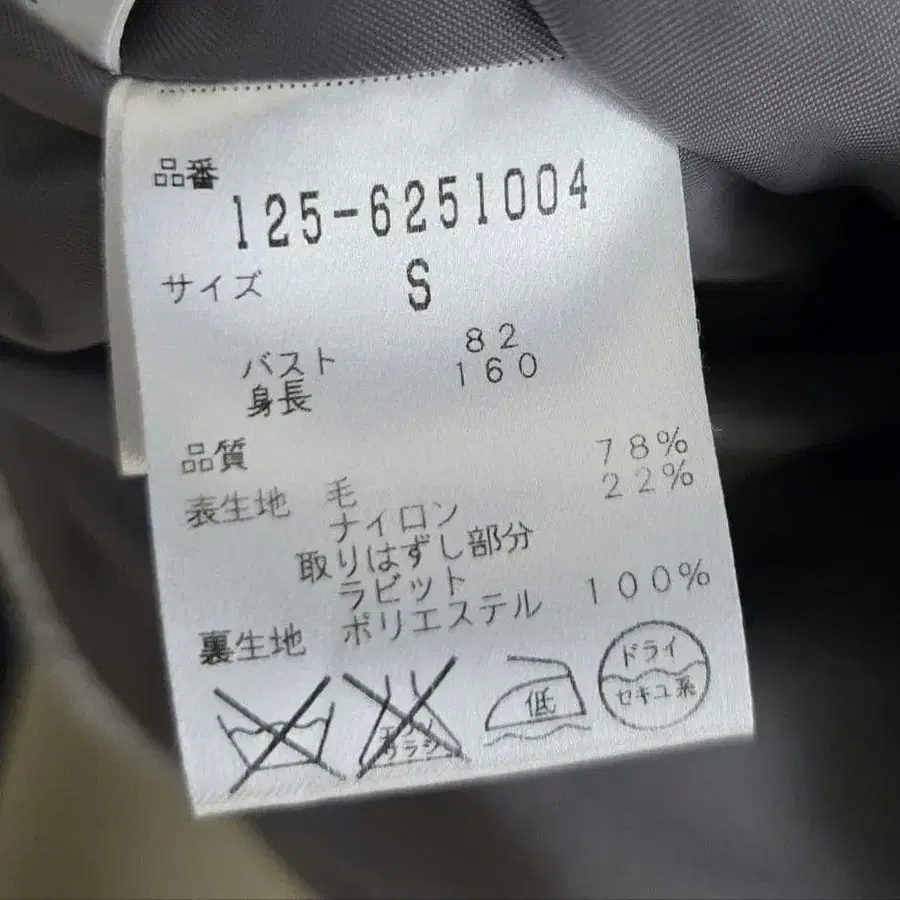 品番
125-6251004
サイズ S
バスト 82
身長 160
品質
表生地 毛 78%
ナイロン 22%
取りはずし部分
ラビット
裏生地 ポリエステル 100%
低
ドライ
セキユ系